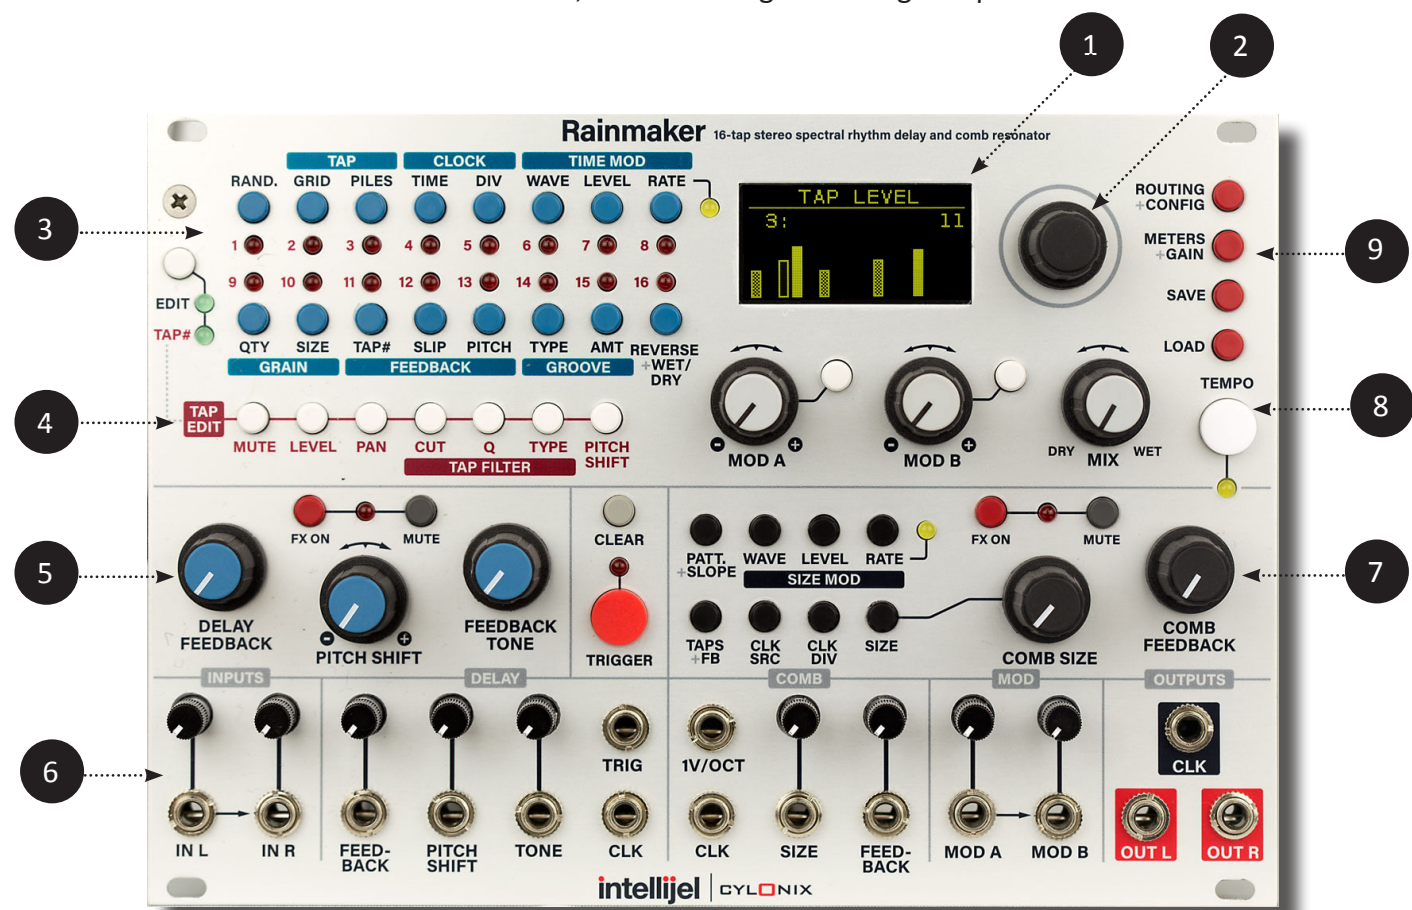 1
2
Rainmaker 16-tap stereo spectral rhythm delay and comb resonator
TAP CLOCK TIME MOD
RAND. GRID PILES TIME DIV WAVE LEVEL RATE
TAP LEVEL
3: 11
ROUTING
+CONFIG
METERS
+GAIN
SAVE
LOAD
3
9
1 2 3 4 5 6 7 8
9 10 11 12 13 14 15 16
EDIT
TAP#
QTY SIZE TAP# SLIP PITCH TYPE AMT REVERSE
+WET/
DRY
GRAIN FEEDBACK GROOVE
TEMPO
4
8
TAP
EDIT
MUTE LEVEL PAN CUT Q TYPE PITCH
SHIFT
TAP FILTER
- +
MOD A
- +
MOD B
DRY WET
MIX
FX ON MUTE
CLEAR
FX ON MUTE
5
7
PATT.
+SLOPE
WAVE LEVEL RATE
SIZE MOD
DELAY
FEEDBACK
- +
PITCH SHIFT
FEEDBACK
TONE
TRIGGER
TAPS
+FB
CLK
SRC
CLK
DIV
SIZE
COMB SIZE
COMB
FEEDBACK
INPUTS DELAY COMB MOD OUTPUTS
6
TRIG 1V/OCT CLK
IN L IN R FEED-
BACK
PITCH
SHIFT
TONE CLK CLK SIZE FEED-
BACK
MOD A MOD B OUT L OUT R
intellijel CYLONIX